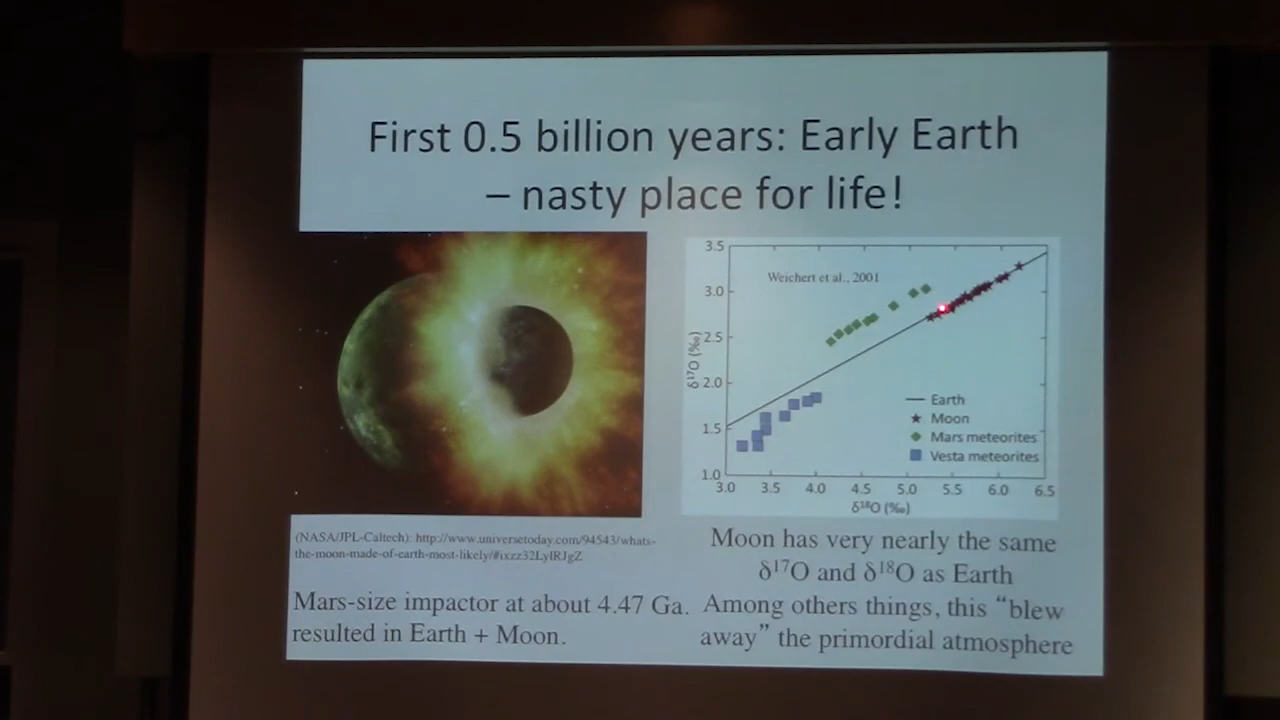 First 0.5 billion years: Early Earth
– nasty place for life!
3.5
3.0
2.5
2.0
1.5
1.0
δ¹⁷O (‰)
Weichert et al., 2001
Earth
Moon
Mars meteorites
Vesta meteorites
3.0 3.5 4.0 4.5 5.0 5.5 6.0 6.5
δ¹⁸O (‰)
(NASA/JPL-Caltech): http://www.universetoday.com/94543/whats-
the-moon-made-of-earth-most-likely/#ixzz32LylRJgZ
Mars-size impactor at about 4.47 Ga.
resulted in Earth + Moon.
Moon has very nearly the same
δ¹⁷O and δ¹⁸O as Earth
Among others things, this “blew
away” the primordial atmosphere